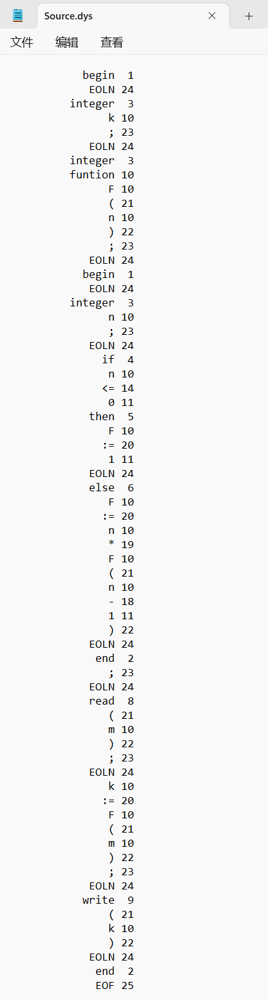 Source.dys
文件 编辑 查看
begin 1
EOLN 24
integer 3
k 10
; 23
EOLN 24
integer 3
funtion 10
F 10
( 21
n 10
) 22
; 23
EOLN 24
begin 1
EOLN 24
integer 3
n 10
; 23
EOLN 24
if 4
n 10
<= 14
0 11
then 5
F 10
:= 20
1 11
EOLN 24
else 6
F 10
:= 20
n 10
* 19
F 10
( 21
n 10
- 18
1 11
) 22
EOLN 24
end 2
; 23
EOLN 24
read 8
( 21
m 10
) 22
; 23
EOLN 24
k 10
:= 20
F 10
( 21
m 10
) 22
; 23
EOLN 24
write 9
( 21
k 10
) 22
EOLN 24
end 2
EOF 25